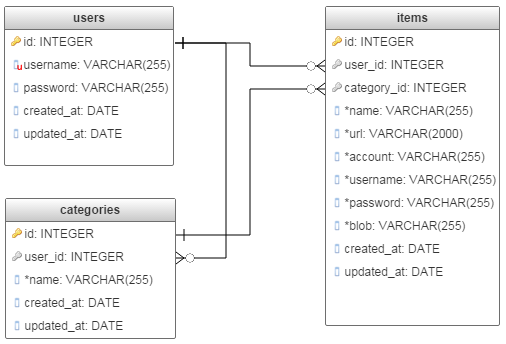 users
id: INTEGER
username: VARCHAR(255)
password: VARCHAR(255)
created_at: DATE
updated_at: DATE
categories
id: INTEGER
user_id: INTEGER
*name: VARCHAR(255)
created_at: DATE
updated_at: DATE
items
id: INTEGER
user_id: INTEGER
category_id: INTEGER
*name: VARCHAR(255)
*url: VARCHAR(2000)
*account: VARCHAR(255)
*username: VARCHAR(255)
*password: VARCHAR(255)
*blob: VARCHAR(255)
created_at: DATE
updated_at: DATE